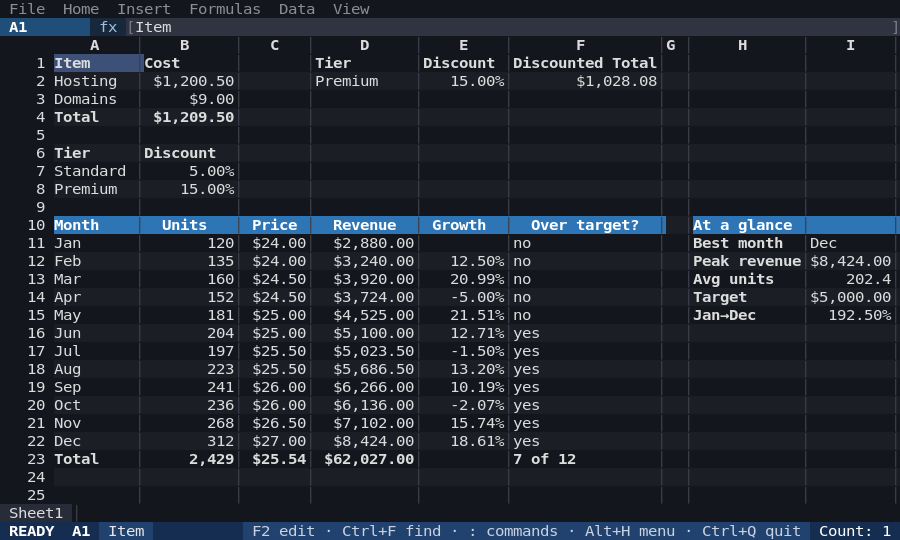 File Home Insert Formulas Data View
A1 fx [Item ]
A B C D E F G H I
1 Item Cost Tier Discount Discounted Total
2 Hosting $1,200.50 Premium 15.00% $1,028.08
3 Domains $9.00
4 Total $1,209.50
5
6 Tier Discount
7 Standard 5.00%
8 Premium 15.00%
9
10 Month Units Price Revenue Growth Over target? At a glance
11 Jan 120 $24.00 $2,880.00 no Best month Dec
12 Feb 135 $24.00 $3,240.00 12.50% no Peak revenue $8,424.00
13 Mar 160 $24.50 $3,920.00 20.99% no Avg units 202.4
14 Apr 152 $24.50 $3,724.00 -5.00% no Target $5,000.00
15 May 181 $25.00 $4,525.00 21.51% no Jan→Dec 192.50%
16 Jun 204 $25.00 $5,100.00 12.71% yes
17 Jul 197 $25.50 $5,023.50 -1.50% yes
18 Aug 223 $25.50 $5,686.50 13.20% yes
19 Sep 241 $26.00 $6,266.00 10.19% yes
20 Oct 236 $26.00 $6,136.00 -2.07% yes
21 Nov 268 $26.50 $7,102.00 15.74% yes
22 Dec 312 $27.00 $8,424.00 18.61% yes
23 Total 2,429 $25.54 $62,027.00 7 of 12
24
25
Sheet1
READY A1 Item F2 edit · Ctrl+F find · : commands · Alt+H menu · Ctrl+Q quit Count: 1